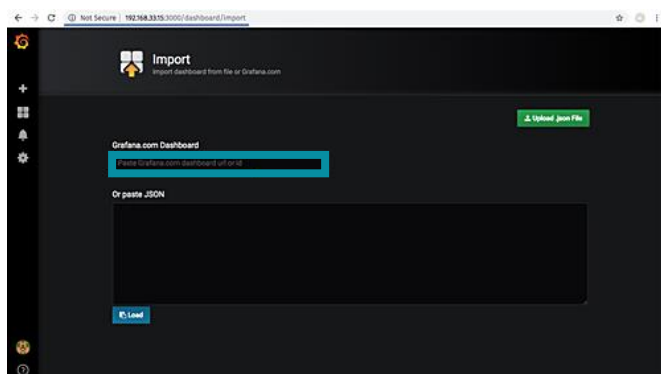 Not Secure | 192.168.33.15:3000/dashboard/import
Import
Import dashboard from file or Grafana.com
Upload .json File
Grafana.com Dashboard
Paste Grafana.com dashboard url or id
Or paste JSON
Load